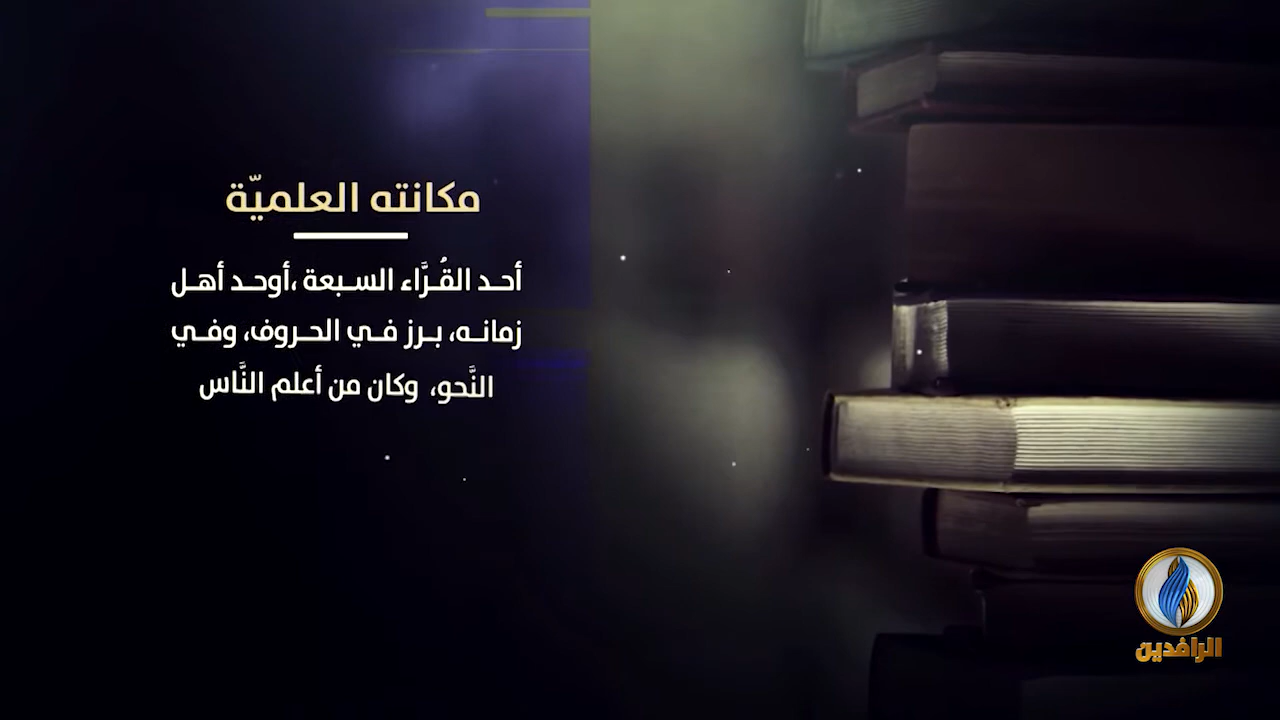 مكانته العلميّة
أحد القُرَّاء السبعة ،أوحد أهل
زمانه، برز في الحروف، وفي
النَّحو، وكان من أعلم النَّاس
الرافدين